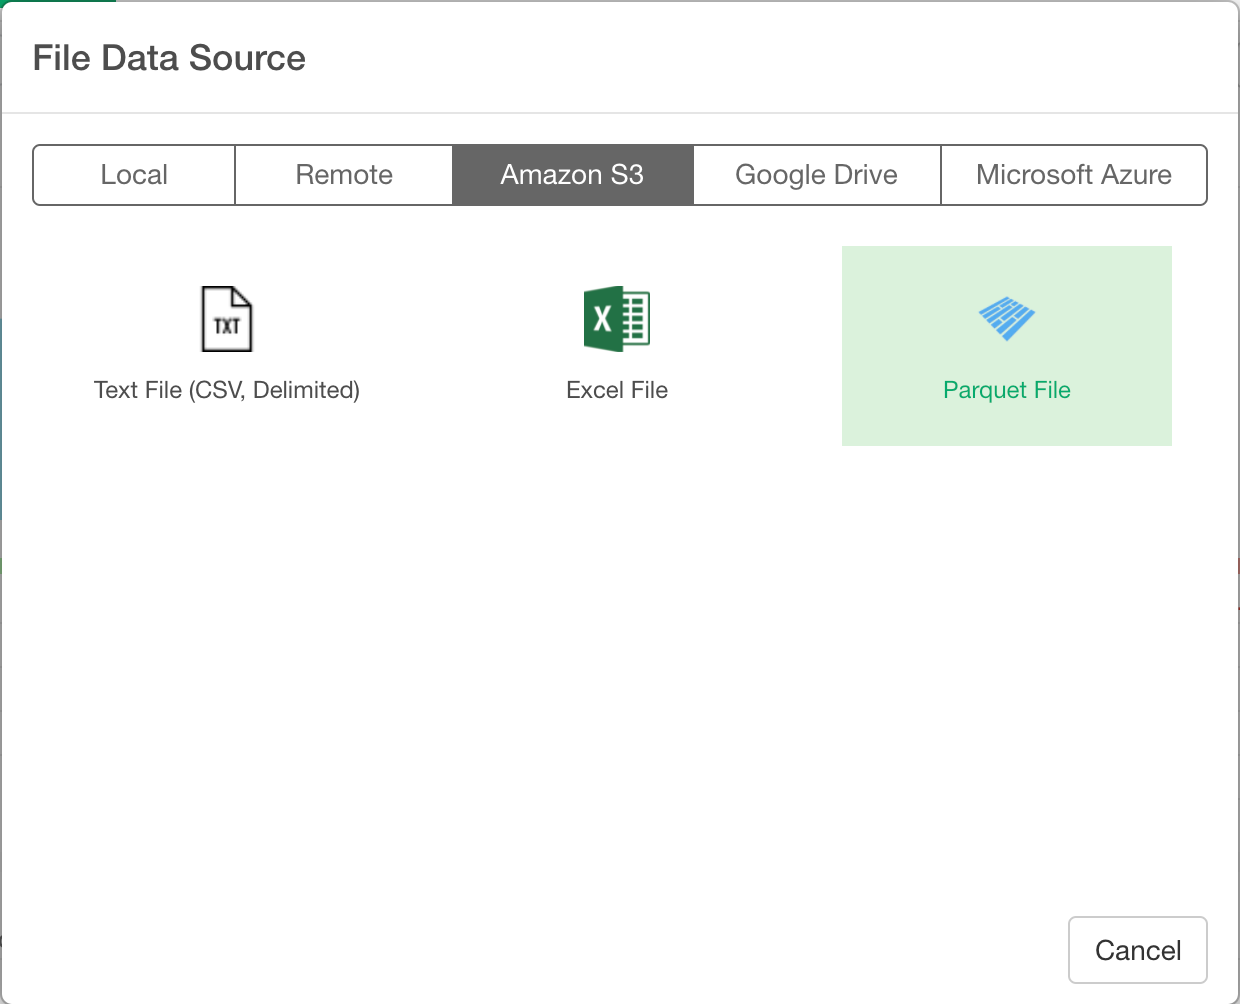 File Data Source
Local Remote Amazon S3 Google Drive Microsoft Azure
TXT X
Text File (CSV, Delimited) Excel File Parquet File
Cancel